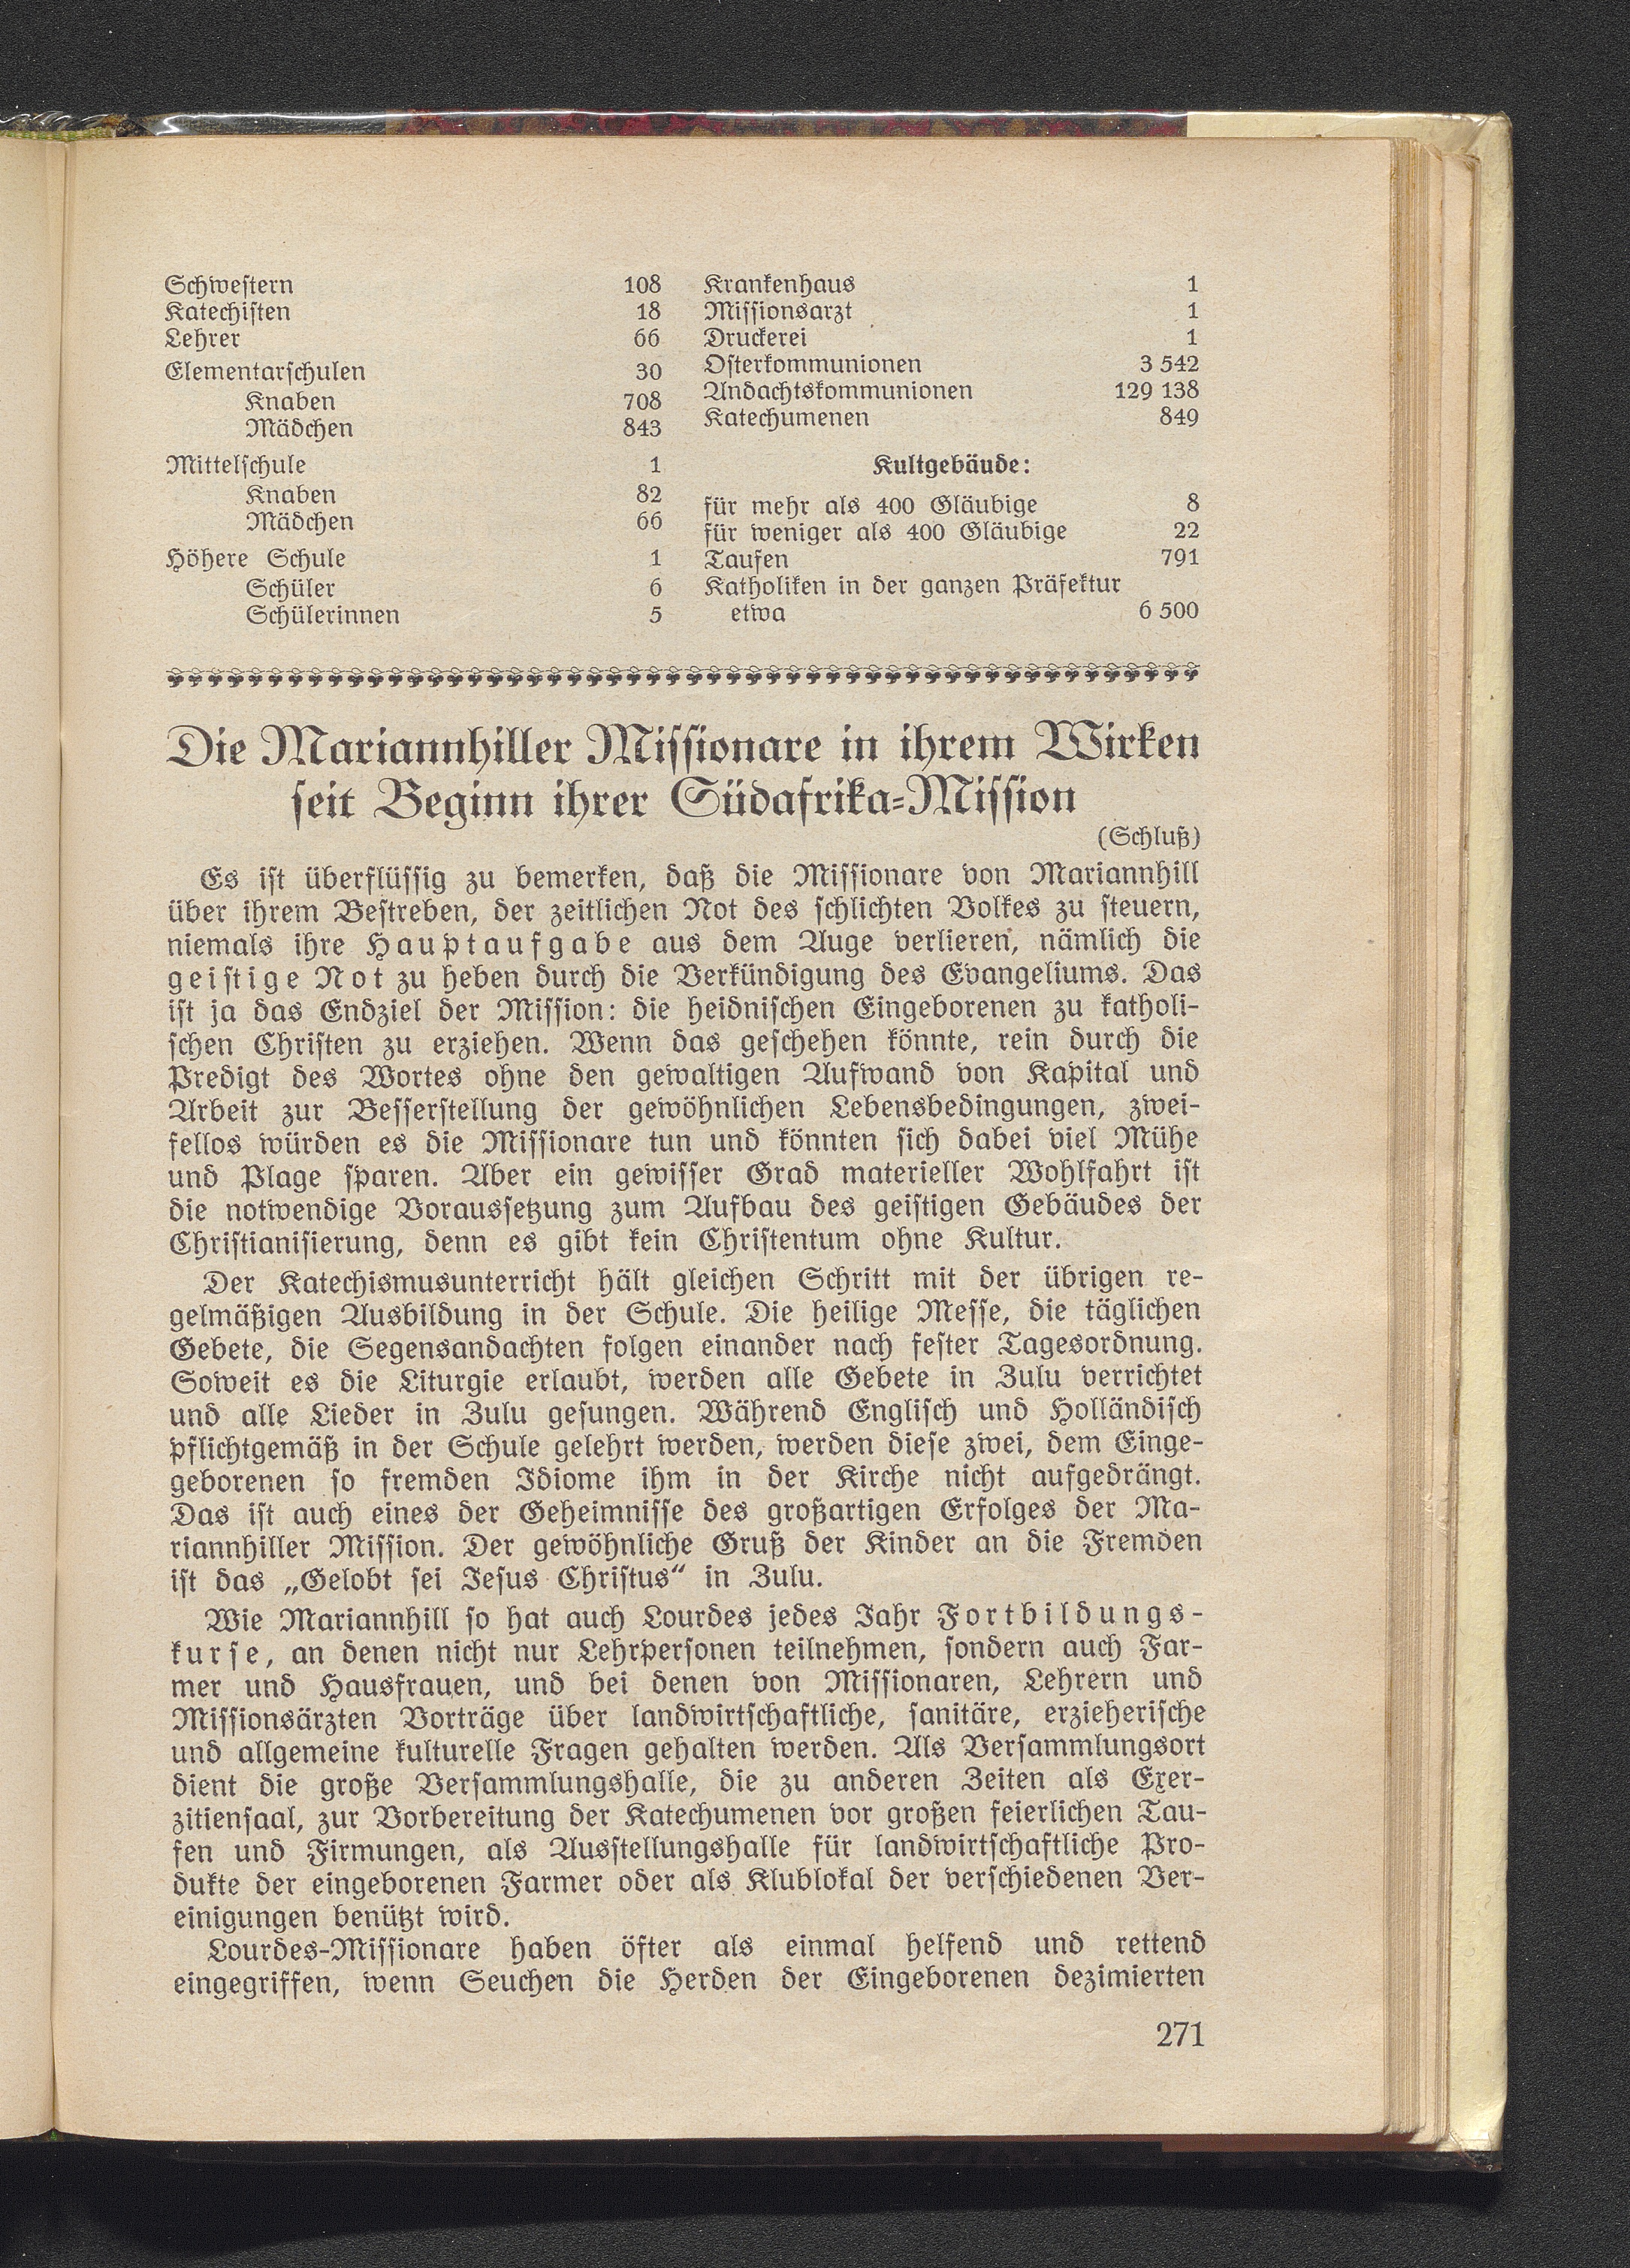 Schwestern 108
Katechisten 18
Lehrer 66
Elementarschulen 30
Knaben 708
Mädchen 843
Mittelschule 1
Knaben 82
Mädchen 66
Höhere Schule 1
Schüler 6
Schülerinnen 5
Krankenhaus 1
Missionsarzt 1
Druckerei 1
Osterkommunionen 3 542
Andachtskommunionen 129 138
Katechumenen 849
Kultgebäude:
für mehr als 400 Gläubige 8
für weniger als 400 Gläubige 22
Taufen 791
Katholiken in der ganzen Präfektur
etwa 6 500
Die Mariannhiller Missionare in ihrem Wirken
seit Beginn ihrer Südafrika-Mission
(Schluß)
Es ist überflüssig zu bemerken, daß die Missionare von Mariannhill
über ihrem Bestreben, der zeitlichen Not des schlichten Volkes zu steuern,
niemals ihre Hauptaufgabe aus dem Auge verlieren, nämlich die
geistige Not zu heben durch die Verkündigung des Evangeliums. Das
ist ja das Endziel der Mission: die heidnischen Eingeborenen zu katholi-
schen Christen zu erziehen. Wenn das geschehen könnte, rein durch die
Predigt des Wortes ohne den gewaltigen Aufwand von Kapital und
Arbeit zur Besserstellung der gewöhnlichen Lebensbedingungen, zwei-
fellos würden es die Missionare tun und könnten sich dabei viel Mühe
und Plage sparen. Aber ein gewisser Grad materieller Wohlfahrt ist
die notwendige Voraussetzung zum Aufbau des geistigen Gebäudes der
Christianisierung, denn es gibt kein Christentum ohne Kultur.
Der Katechismusunterricht hält gleichen Schritt mit der übrigen re-
gelmäßigen Ausbildung in der Schule. Die heilige Messe, die täglichen
Gebete, die Segensandachten folgen einander nach fester Tagesordnung.
Soweit es die Liturgie erlaubt, werden alle Gebete in Zulu verrichtet
und alle Lieder in Zulu gesungen. Während Englisch und Holländisch
pflichtgemäß in der Schule gelehrt werden, werden diese zwei, dem Einge-
geborenen so fremden Idiome ihm in der Kirche nicht aufgedrängt.
Das ist auch eines der Geheimnisse des großartigen Erfolges der Ma-
riannhiller Mission. Der gewöhnliche Gruß der Kinder an die Fremden
ist das „Gelobt sei Jesus Christus“ in Zulu.
Wie Mariannhill so hat auch Lourdes jedes Jahr Fortbildungs-
kurse, an denen nicht nur Lehrpersonen teilnehmen, sondern auch Far-
mer und Hausfrauen, und bei denen von Missionaren, Lehrern und
Missionsärzten Vorträge über landwirtschaftliche, sanitäre, erzieherische
und allgemeine kulturelle Fragen gehalten werden. Als Versammlungsort
dient die große Versammlungshalle, die zu anderen Zeiten als Exer-
zitiensaal, zur Vorbereitung der Katechumenen vor großen feierlichen Tau-
fen und Firmungen, als Ausstellungshalle für landwirtschaftliche Pro-
dukte der eingeborenen Farmer oder als Klublokal der verschiedenen Ver-
einigungen benützt wird.
Lourdes-Missionare haben öfter als einmal helfend und rettend
eingegriffen, wenn Seuchen die Herden der Eingeborenen dezimierten
271